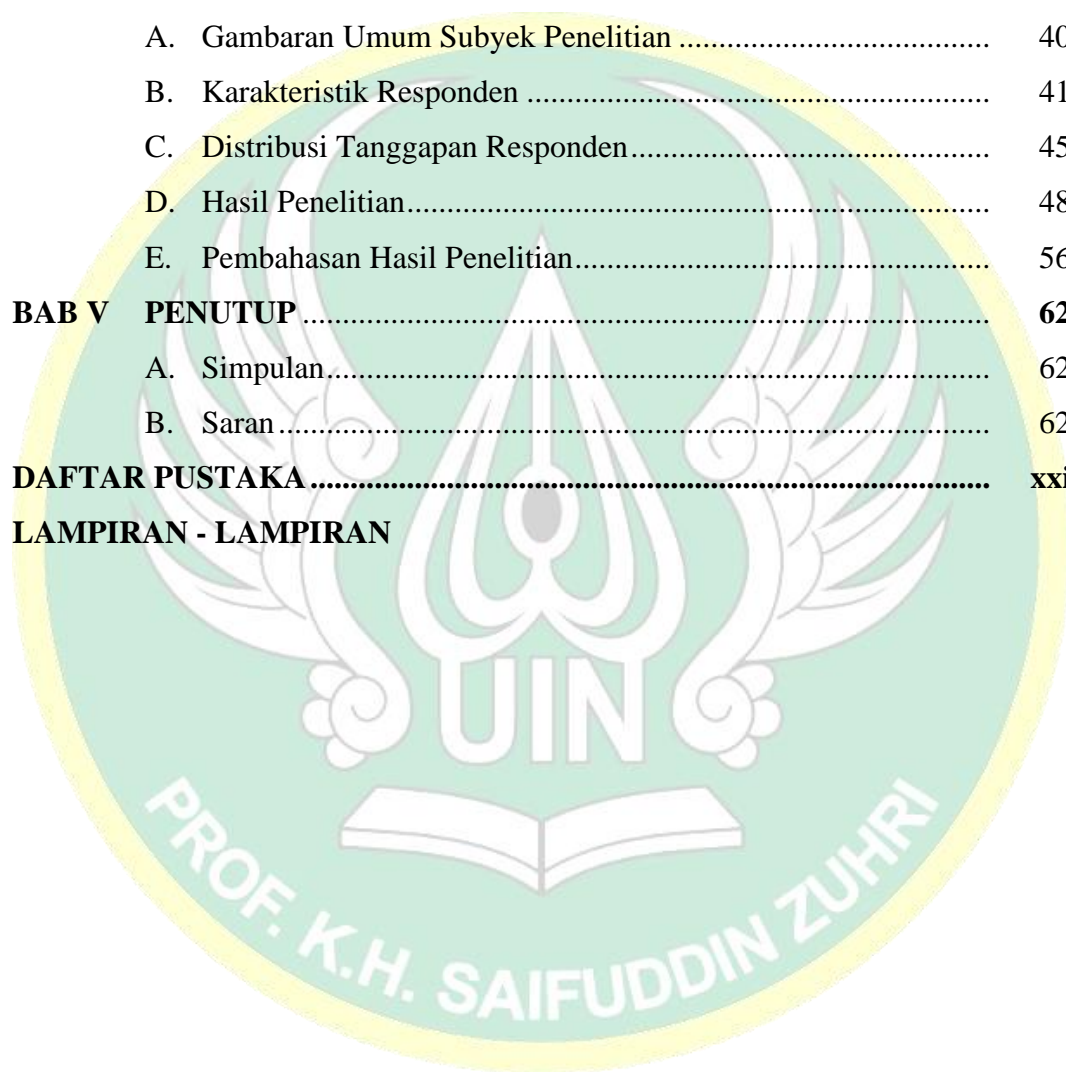 A. Gambaran Umum Subyek Penelitian ....................................... 40
B. Karakteristik Responden .......................................................... 41
C. Distribusi Tanggapan Responden ............................................. 45
D. Hasil Penelitian ......................................................................... 48
E. Pembahasan Hasil Penelitian .................................................... 56
BAB V PENUTUP ...................................................................................... 62
A. Simpulan ................................................................................... 62
B. Saran ......................................................................................... 62
DAFTAR PUSTAKA ..................................................................................... xxi
LAMPIRAN - LAMPIRAN
UIN
PROF. K.H. SAIFUDDIN ZUHRI